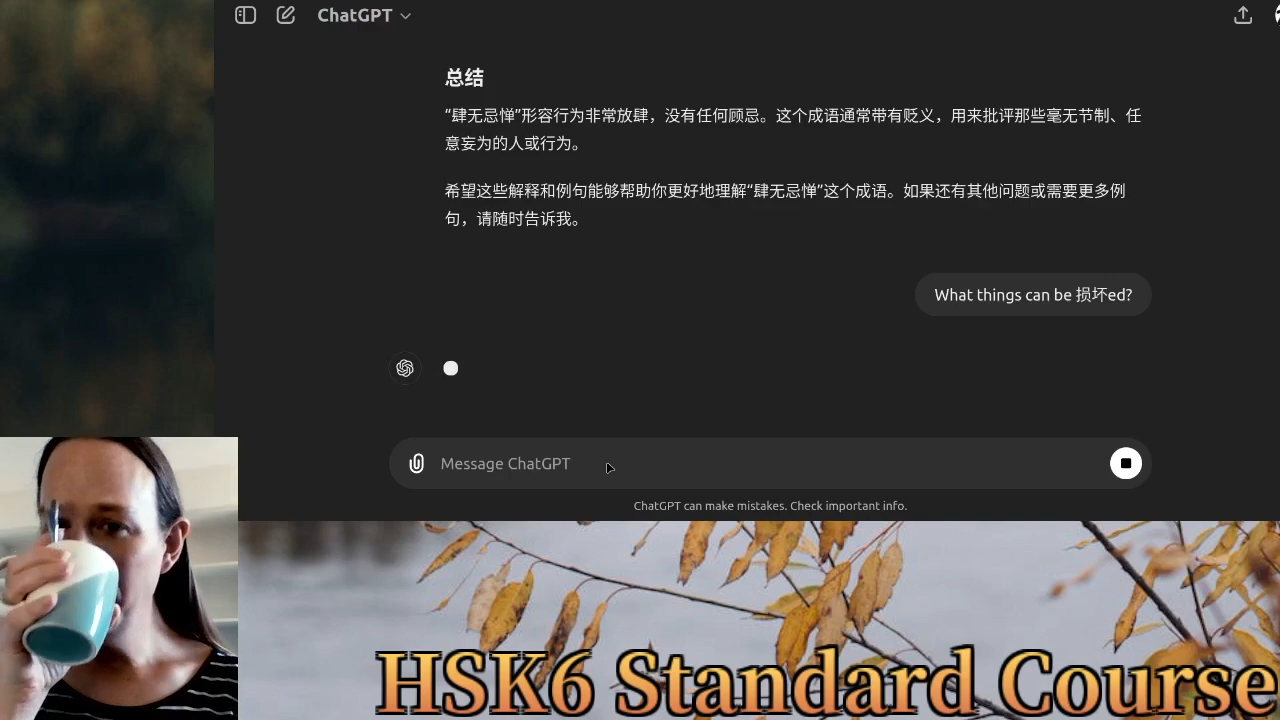 ChatGPT
总结
“肆无忌惮”形容行为非常放肆，没有任何顾忌。这个成语通常带有贬义，用来批评那些毫无节制、任
意妄为的人或行为。
希望这些解释和例句能够帮助你更好地理解“肆无忌惮”这个成语。如果还有其他问题或需要更多例
句，请随时告诉我。
What things can be 损坏ed?
Message ChatGPT
ChatGPT can make mistakes. Check important info.
HSK6 Standard Course